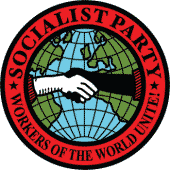 SOCIALIST PARTY
WORKERS OF THE WORLD UNITE!